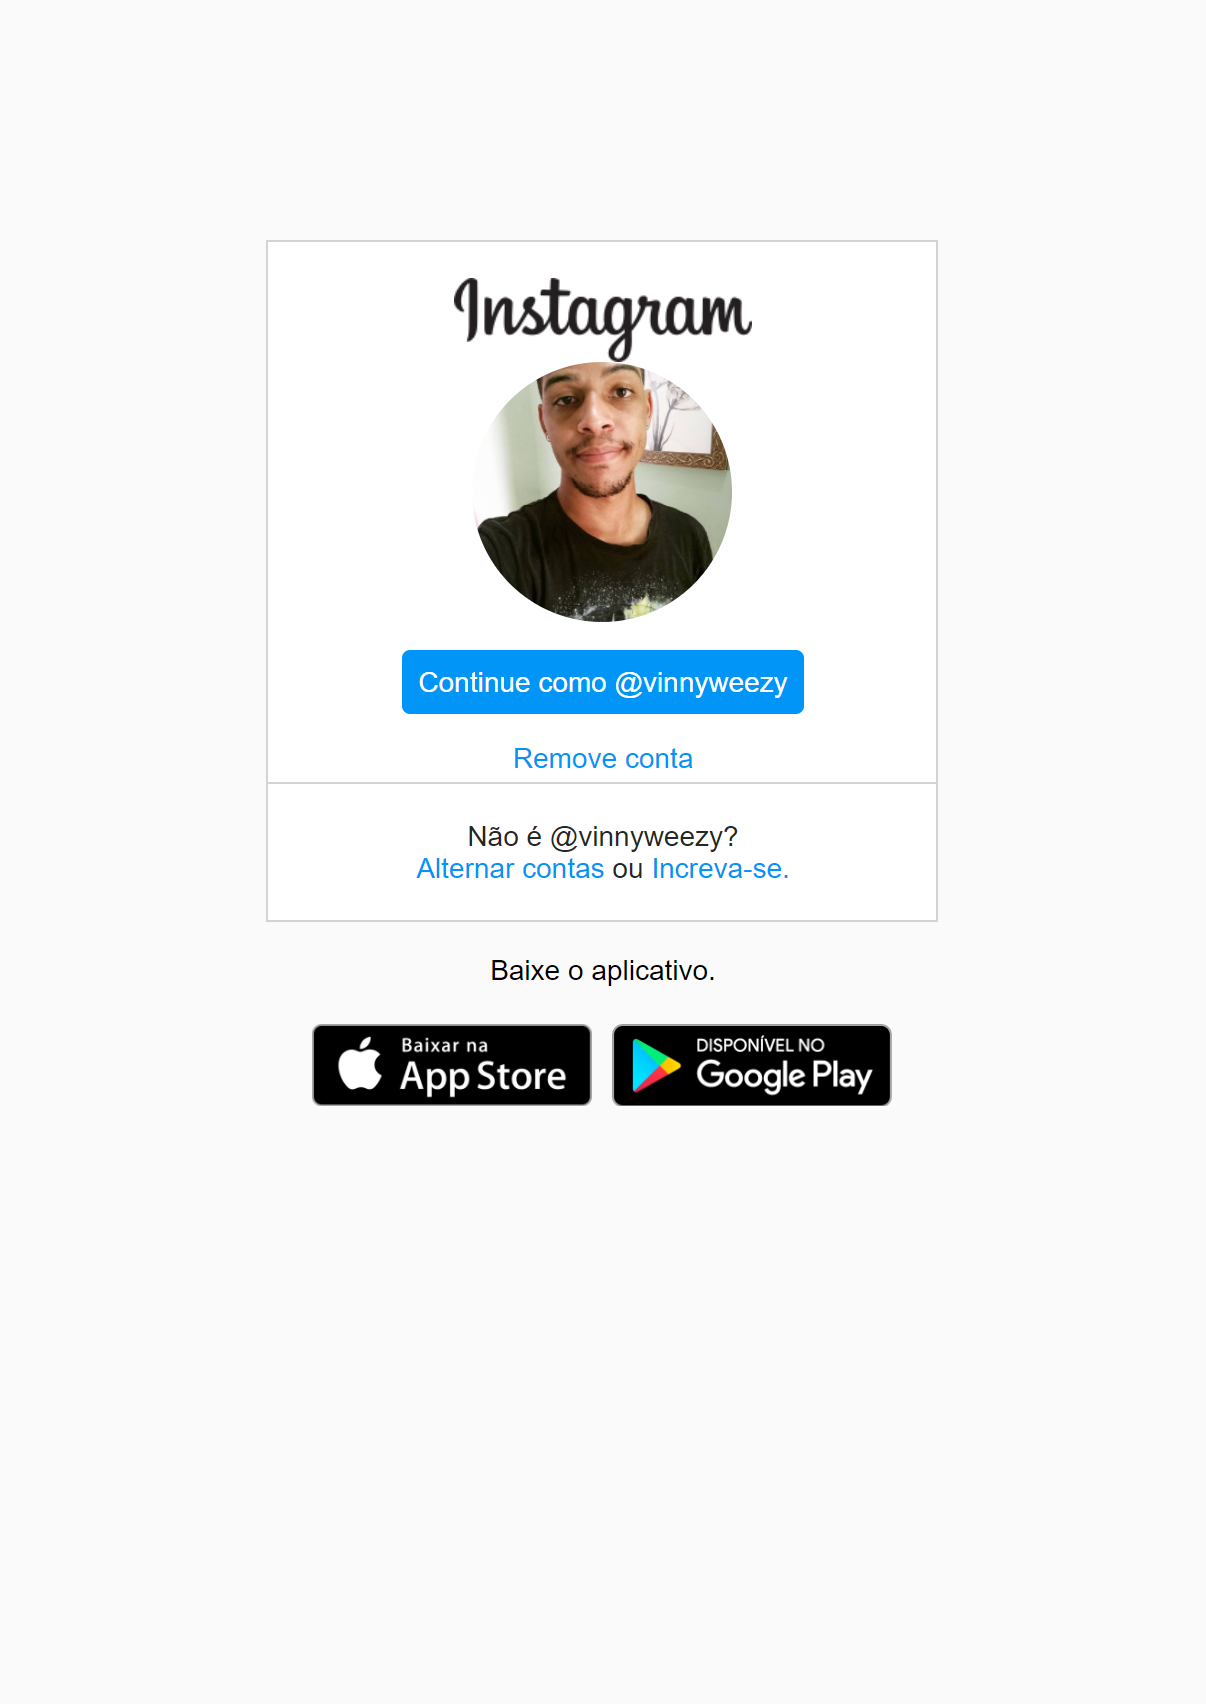 Instagram
Continue como @vinnyweezy
Remove conta
Não é @vinnyweezy?
Alternar contas ou Increva-se.
Baixe o aplicativo.
Baixar na
App Store
DISPONÍVEL NO
Google Play